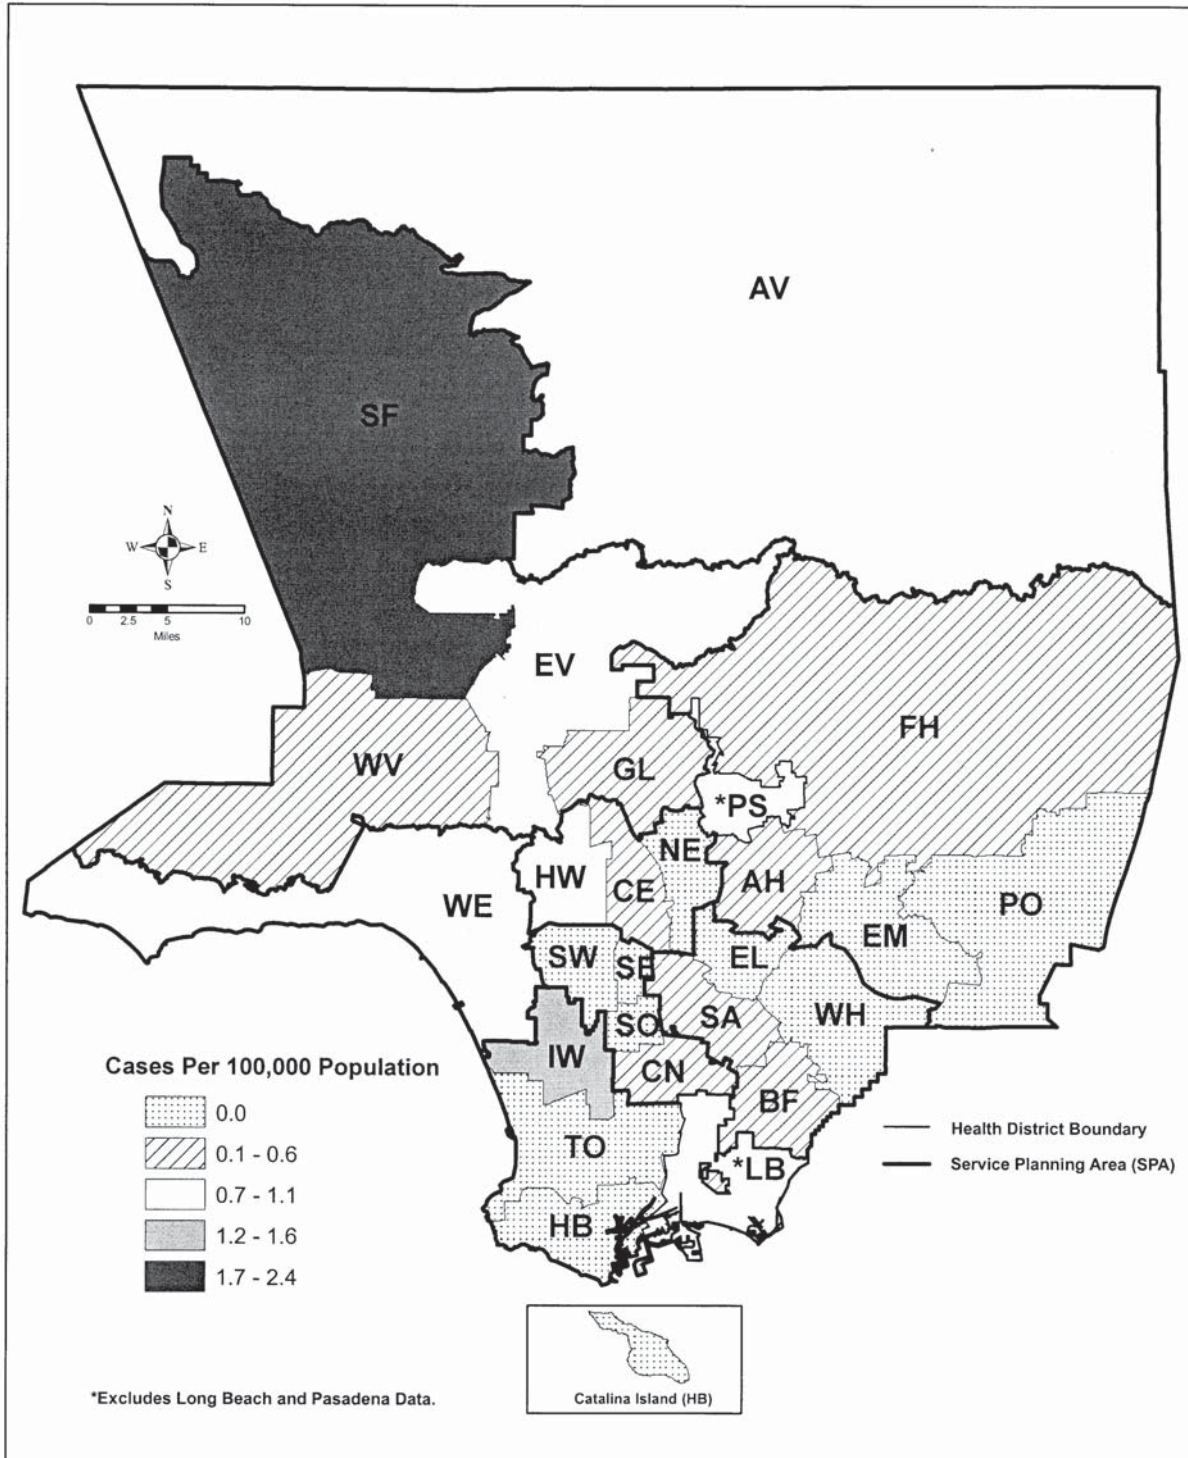 AV
SF
N
W E
S
0 2.5 5 10
Miles
EV
FH
WV
GL
*PS
NE
HW
CE
AH
WE
PO
EM
SW
SE
EL
SO
SA
WH
IW
CN
BF
TO
*LB
HB
Cases Per 100,000 Population
0.0
0.1 - 0.6
0.7 - 1.1
1.2 - 1.6
1.7 - 2.4
Health District Boundary
Service Planning Area (SPA)
Catalina Island (HB)
*Excludes Long Beach and Pasadena Data.